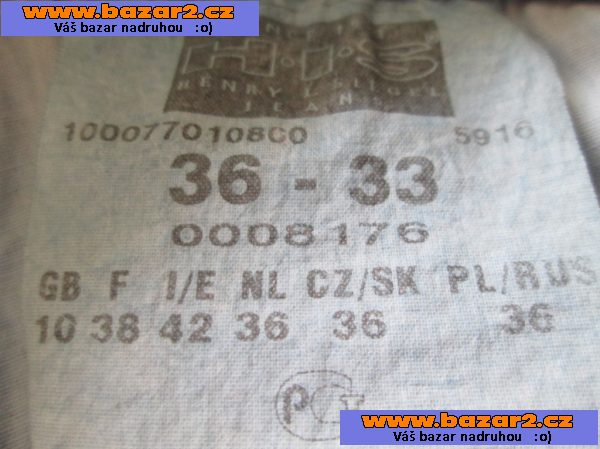 www.bazar2.cz
Váš bazar nadruhou :o)
H·I·S
HENRY I SIEGEL
JEANS
1000770108C0 5916
36 - 33
0008176
GB F I/E NL CZ/SK PL/RUS
10 38 42 36 36 36
www.bazar2.cz
Váš bazar nadruhou :o)